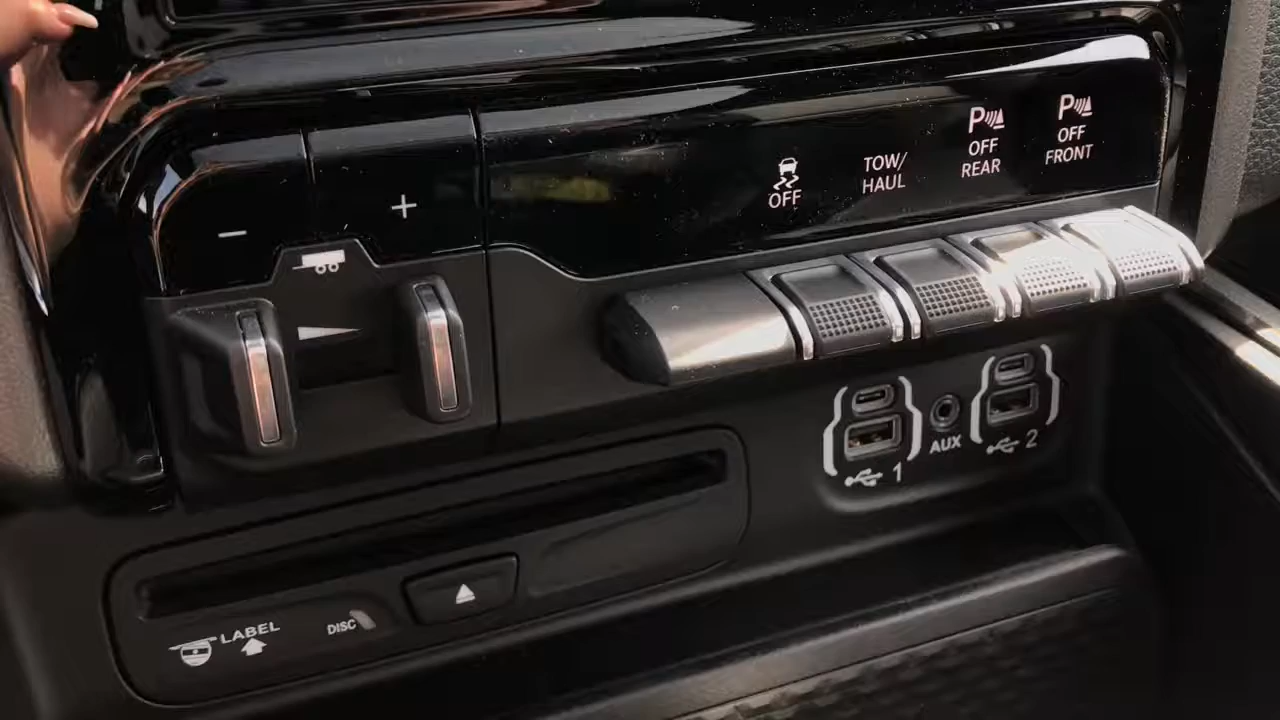 − +
OFF
TOW/
HAUL
P
OFF
REAR
P
OFF
FRONT
1
AUX
2
LABEL
DISC